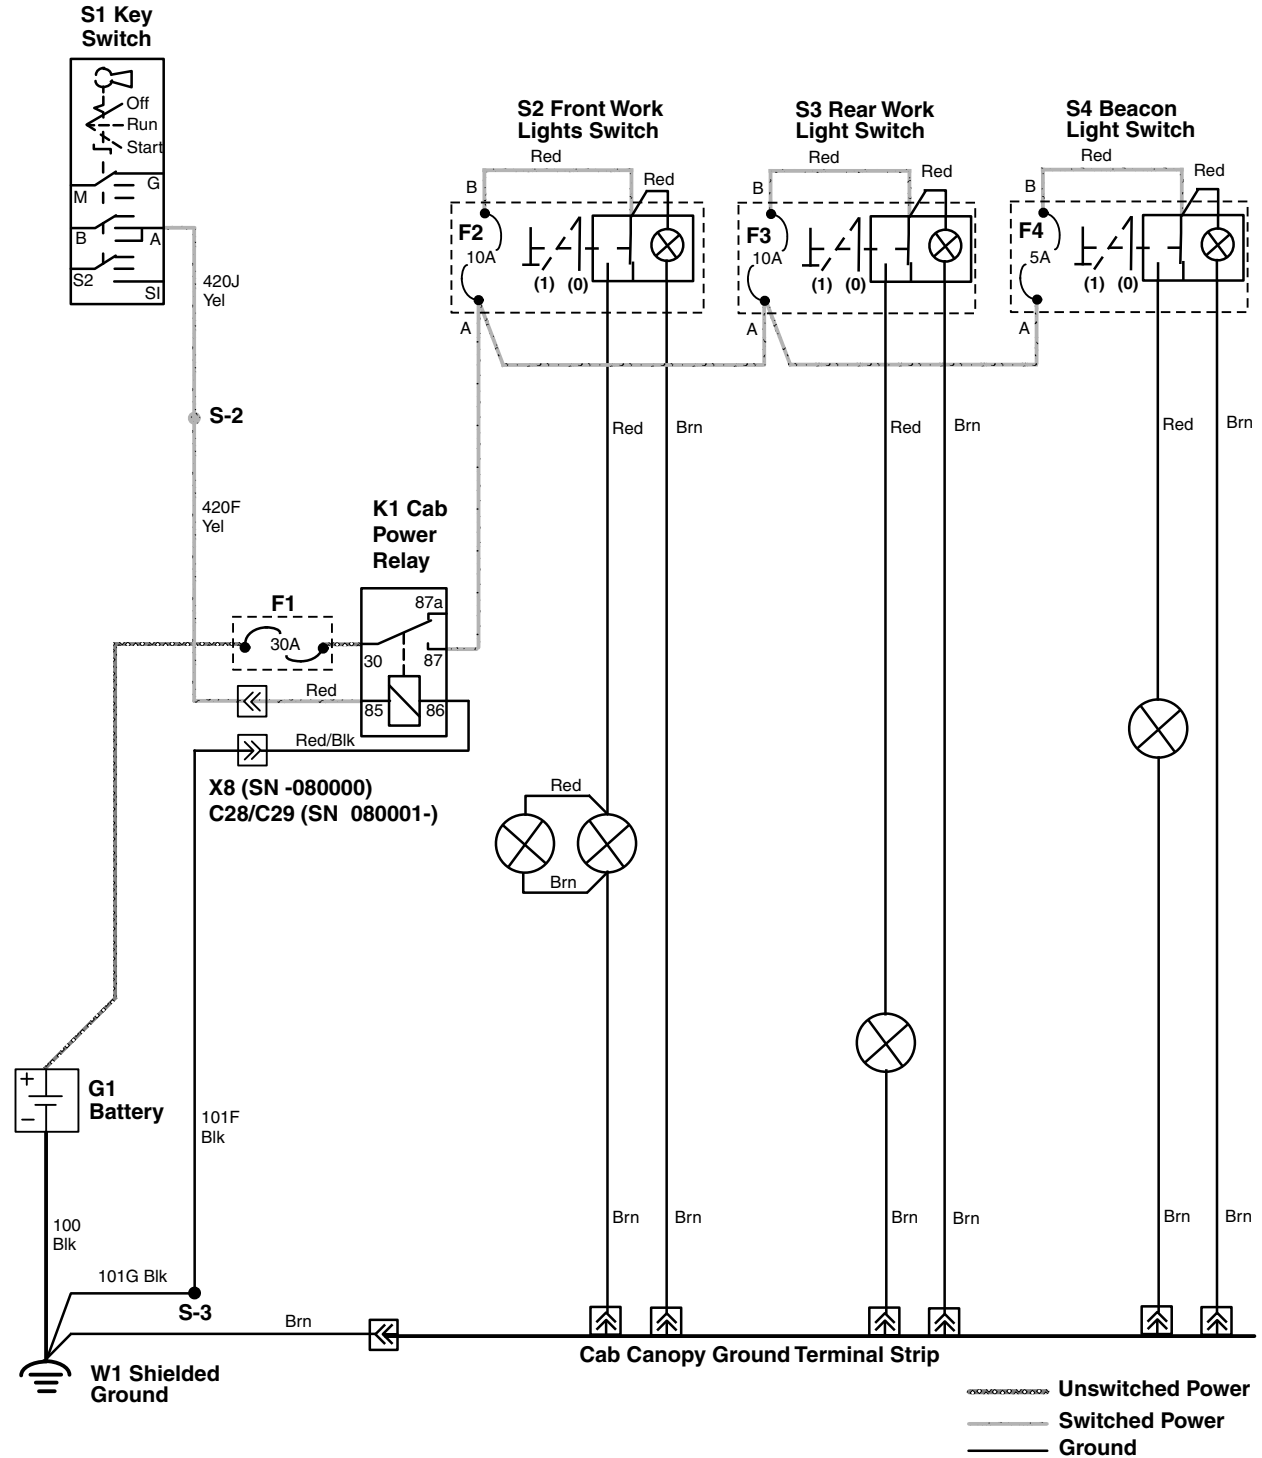 S1 Key
Switch
Off
Run
Start
M
G
B
A
S2
SI
420J
Yel
S-2
420F
Yel
S2 Front Work
Lights Switch
Red
Red
B
F2
10A
(1)
(0)
A
Red
Brn
S3 Rear Work
Light Switch
Red
Red
B
F3
10A
(1)
(0)
A
Red
Brn
S4 Beacon
Light Switch
Red
Red
B
F4
5A
(1)
(0)
A
Red
Brn
K1 Cab
Power
Relay
87a
30
87
85
86
F1
30A
Red
Red/Blk
X8 (SN -080000)
C28/C29 (SN 080001-)
Red
Brn
+
−
G1
Battery
101F
Blk
100
Blk
101G Blk
S-3
Brn
Brn
Brn
Brn
Brn
Brn
Brn
W1 Shielded
Ground
Cab Canopy Ground Terminal Strip
Unswitched Power
Switched Power
Ground